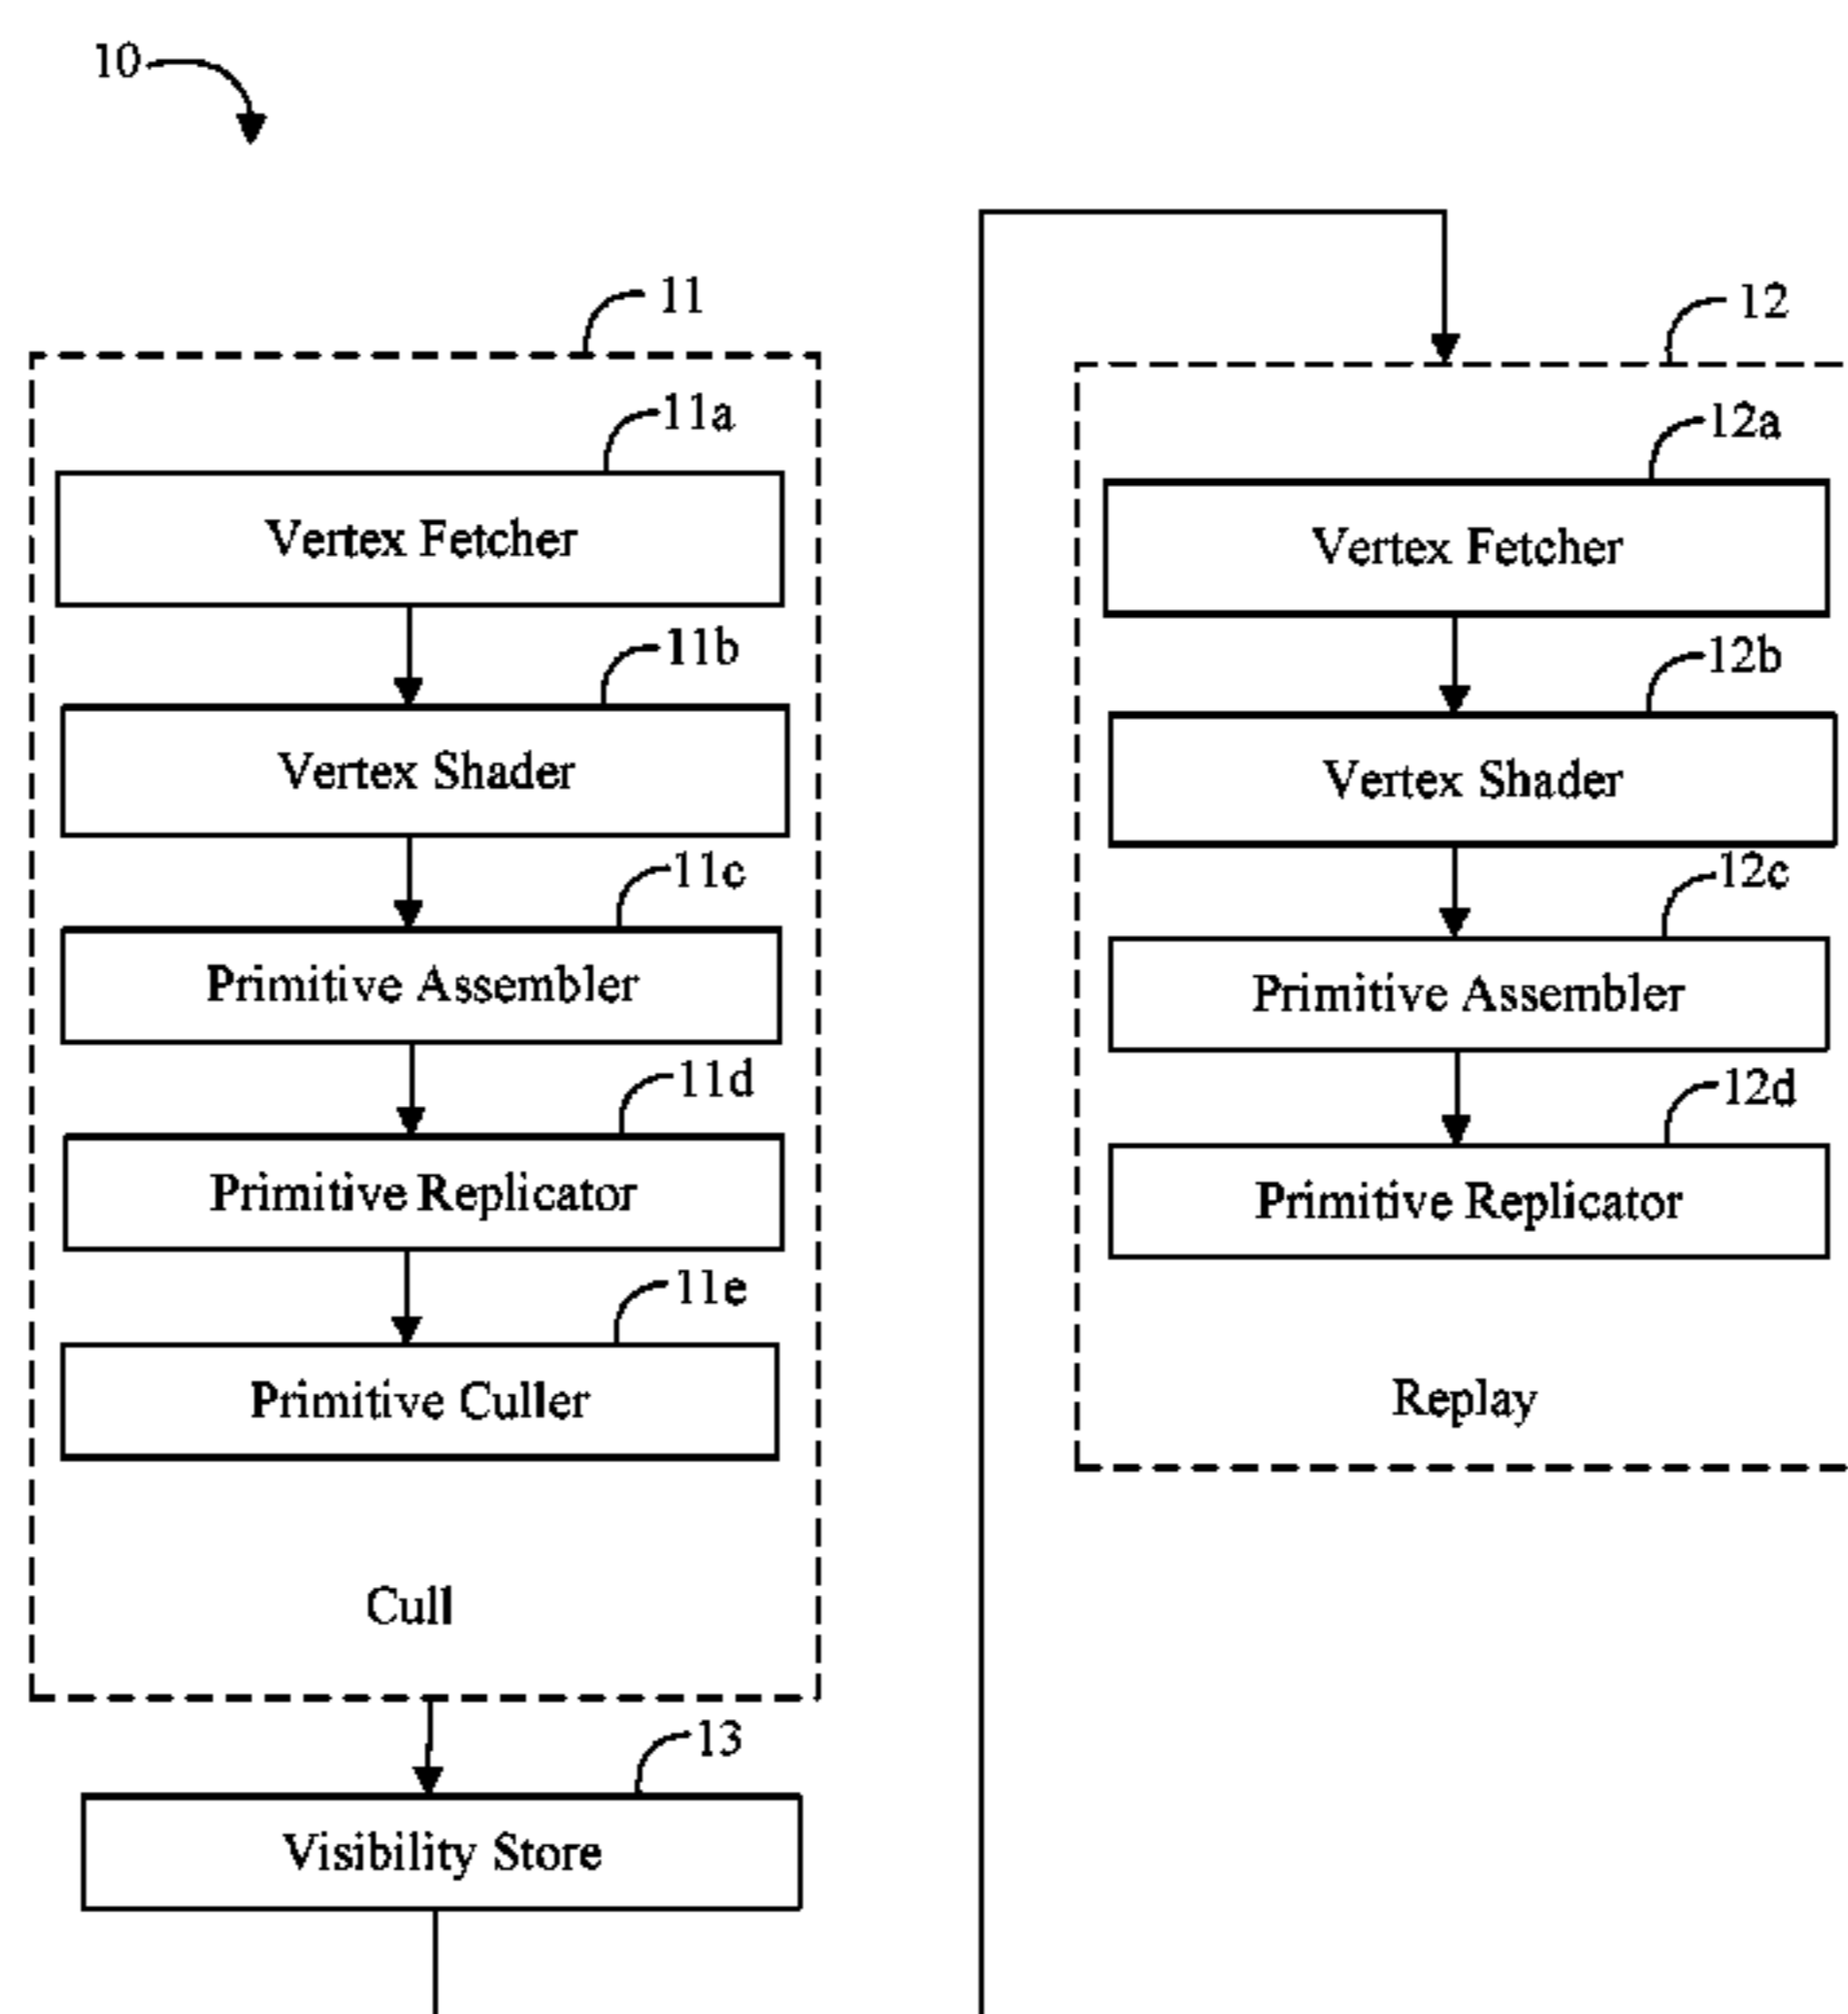 10
11
11a
Vertex Fetcher
11b
Vertex Shader
11c
Primitive Assembler
11d
Primitive Replicator
11e
Primitive Culler
Cull
13
Visibility Store
12
12a
Vertex Fetcher
12b
Vertex Shader
12c
Primitive Assembler
12d
Primitive Replicator
Replay